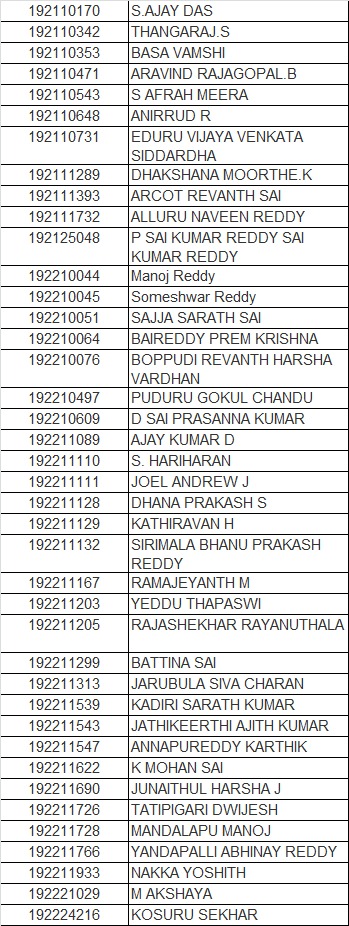 192110170 S.AJAY DAS
192110342 THANGARAJ.S
192110353 BASA VAMSHI
192110471 ARAVIND RAJAGOPAL.B
192110543 S AFRAH MEERA
192110648 ANIRRUD R
192110731 EDURU VIJAYA VENKATA
SIDDARDHA
192111289 DHAKSHANA MOORTHE.K
192111393 ARCOT REVANTH SAI
192111732 ALLURU NAVEEN REDDY
192125048 P SAI KUMAR REDDY SAI
KUMAR REDDY
192210044 Manoj Reddy
192210045 Someshwar Reddy
192210051 SAJJA SARATH SAI
192210064 BAIREDDY PREM KRISHNA
192210076 BOPPUDI REVANTH HARSHA
VARDHAN
192210497 PUDURU GOKUL CHANDU
192210609 D SAI PRASANNA KUMAR
192211089 AJAY KUMAR D
192211110 S. HARIHARAN
192211111 JOEL ANDREW J
192211128 DHANA PRAKASH S
192211129 KATHIRAVAN H
192211132 SIRIMALA BHANU PRAKASH
REDDY
192211167 RAMAJEYANTH M
192211203 YEDDU THAPASWI
192211205 RAJASHEKHAR RAYANUTHALA
192211299 BATTINA SAI
192211313 JARUBULA SIVA CHARAN
192211539 KADIRI SARATH KUMAR
192211543 JATHIKEERTHI AJITH KUMAR
192211547 ANNAPUREDDY KARTHIK
192211622 K MOHAN SAI
192211690 JUNAITHUL HARSHA J
192211726 TATIPIGARI DWIJESH
192211728 MANDALAPU MANOJ
192211766 YANDAPALLI ABHINAY REDDY
192211933 NAKKA YOSHITH
192221029 M AKSHAYA
192224216 KOSURU SEKHAR